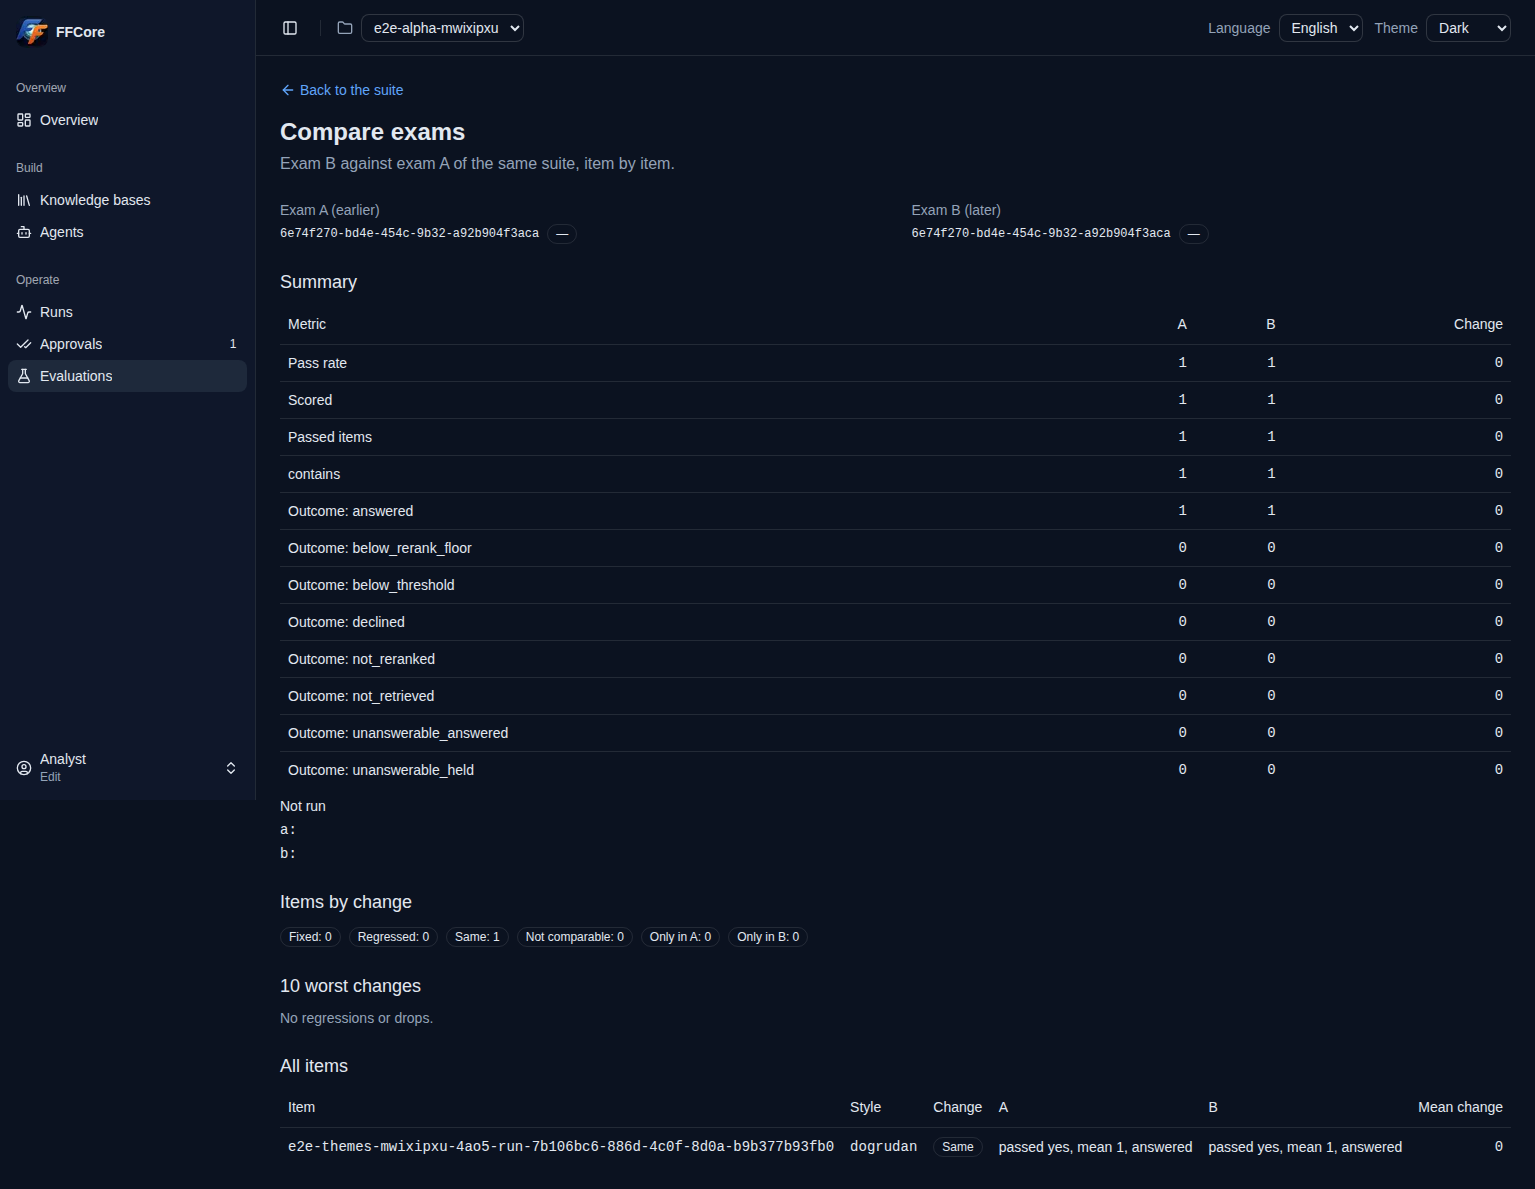 FFCore
e2e-alpha-mwixipxu
Language English Theme Dark
Overview
Overview
Build
Knowledge bases
Agents
Operate
Runs
Approvals 1
Evaluations
Analyst
Edit
Back to the suite
Compare exams
Exam B against exam A of the same suite, item by item.
Exam A (earlier)
6e74f270-bd4e-454c-9b32-a92b904f3aca —
Exam B (later)
6e74f270-bd4e-454c-9b32-a92b904f3aca —
Summary
Metric A B Change
Pass rate 1 1 0
Scored 1 1 0
Passed items 1 1 0
contains 1 1 0
Outcome: answered 1 1 0
Outcome: below_rerank_floor 0 0 0
Outcome: below_threshold 0 0 0
Outcome: declined 0 0 0
Outcome: not_reranked 0 0 0
Outcome: not_retrieved 0 0 0
Outcome: unanswerable_answered 0 0 0
Outcome: unanswerable_held 0 0 0
Not run
a:
b:
Items by change
Fixed: 0 Regressed: 0 Same: 1 Not comparable: 0 Only in A: 0 Only in B: 0
10 worst changes
No regressions or drops.
All items
Item Style Change A B Mean change
e2e-themes-mwixipxu-4ao5-run-7b106bc6-886d-4c0f-8d0a-b9b377b93fb0 dogrudan Same passed yes, mean 1, answered passed yes, mean 1, answered 0